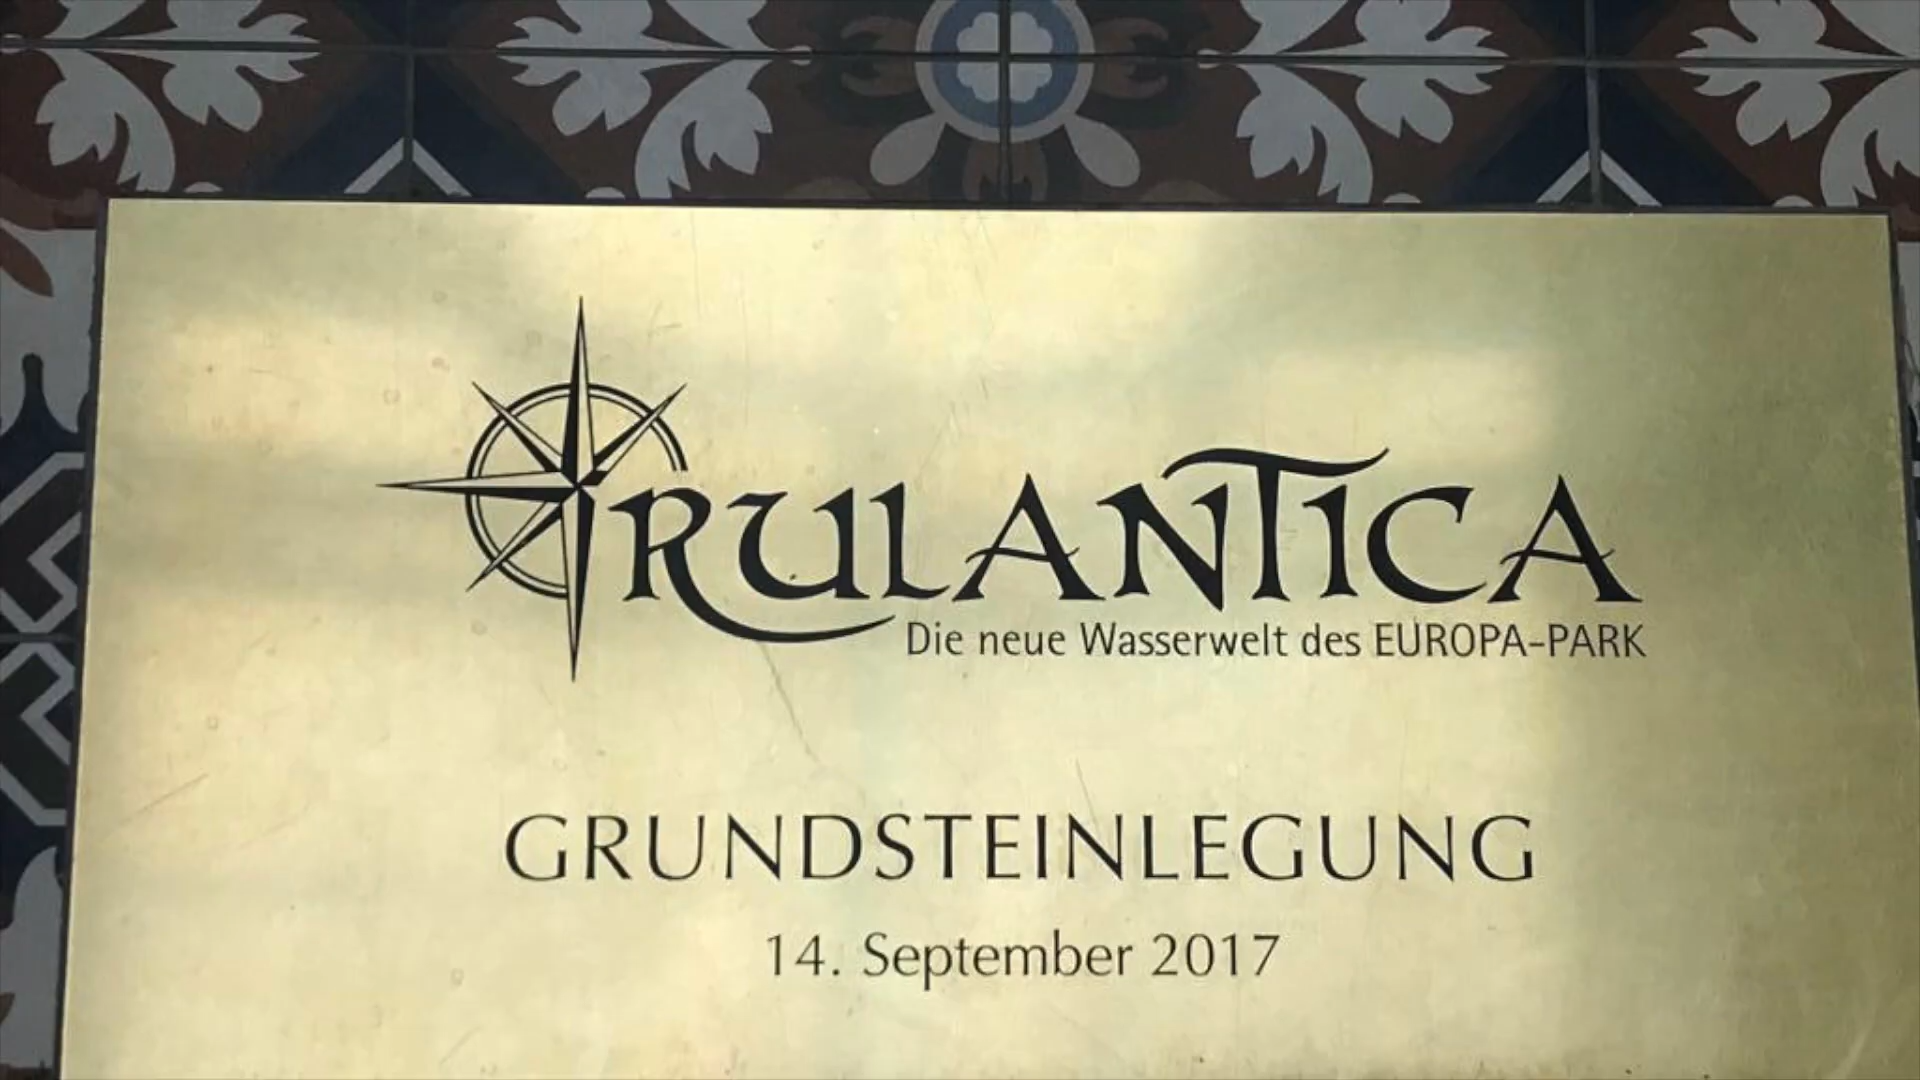 RULANTICA
Die neue Wasserwelt des EUROPA-PARK
GRUNDSTEINLEGUNG
14. September 2017